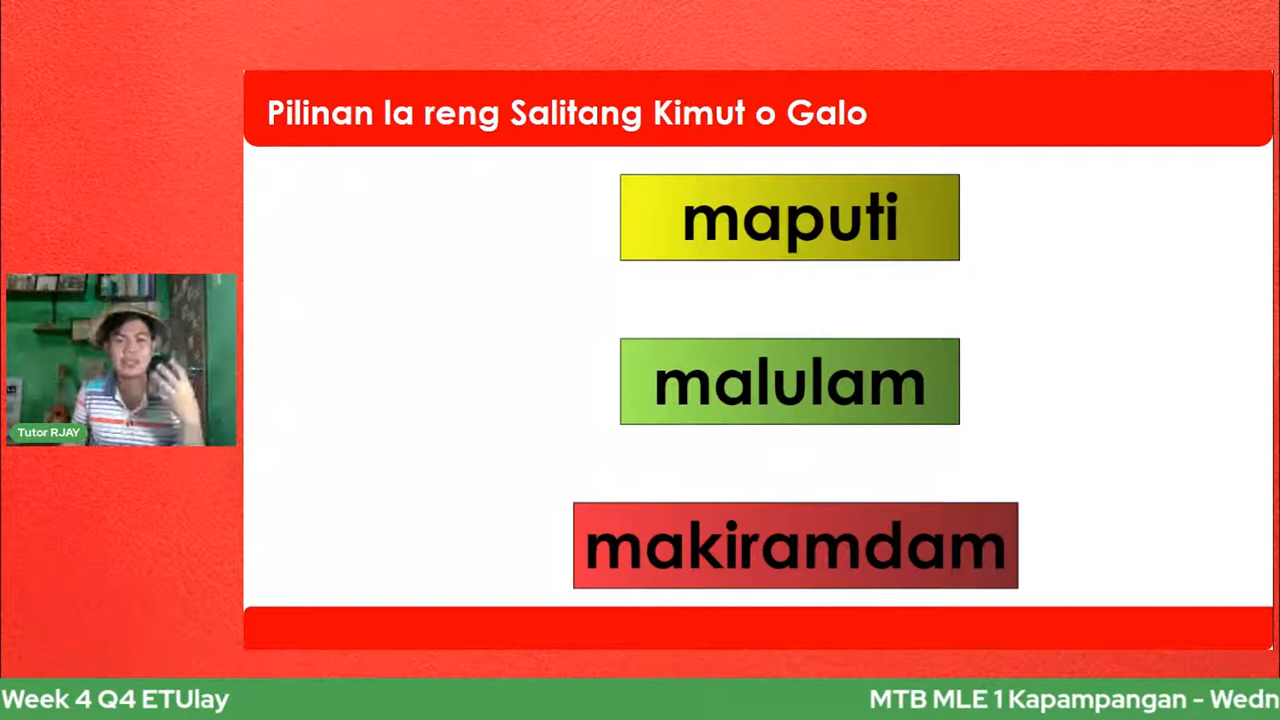 Pilinan la reng Salitang Kimut o Galo
maputi
malulam
makiramdam
Tutor RJAY
Week 4 Q4 ETUlay
MTB MLE 1 Kapampangan - Wedn